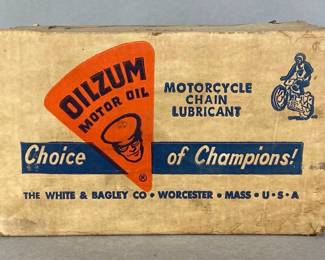 OILZUM
MOTOR OIL
MOTORCYCLE
CHAIN
LUBRICANT
Choice of Champions!
®
THE WHITE & BAGLEY CO • WORCESTER • MASS • U • S • A